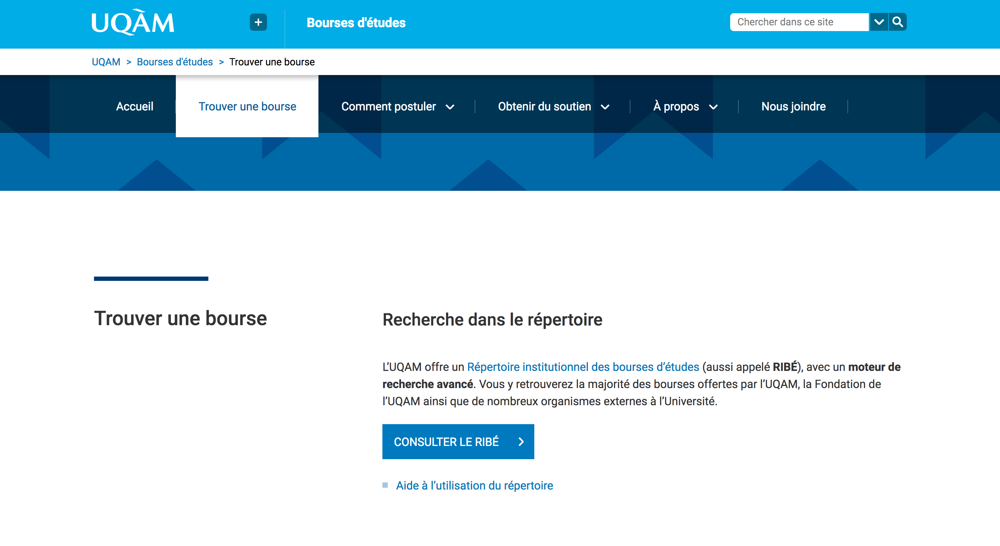 UQÀM
+
Bourses d'études
Chercher dans ce site
UQAM > Bourses d'études > Trouver une bourse
Accueil
Trouver une bourse
Comment postuler
Obtenir du soutien
À propos
Nous joindre
Trouver une bourse
Recherche dans le répertoire
L’UQAM offre un Répertoire institutionnel des bourses d’études (aussi appelé RIBÉ), avec un moteur de
recherche avancé. Vous y retrouverez la majorité des bourses offertes par l’UQAM, la Fondation de
l’UQAM ainsi que de nombreux organismes externes à l’Université.
CONSULTER LE RIBÉ
Aide à l’utilisation du répertoire